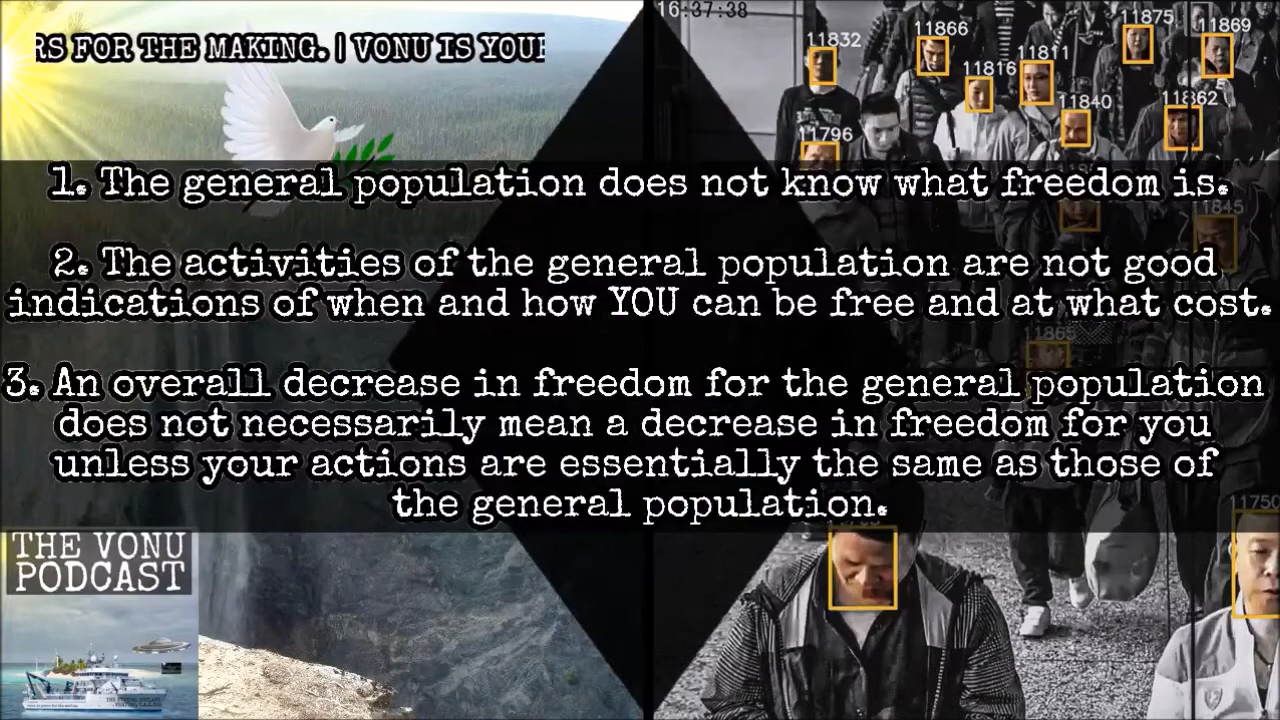 RS FOR THE MAKING. | VONU IS YOU
16:37:38
11832
11866
11875
11869
11816
11811
11840
11862
11796
1. The general population does not know what freedom is.
11845
2. The activities of the general population are not good
indications of when and how YOU can be free and at what cost.
11865
3. An overall decrease in freedom for the general population
does not necessarily mean a decrease in freedom for you
unless your actions are essentially the same as those of
the general population.
11750
THE VONU
PODCAST